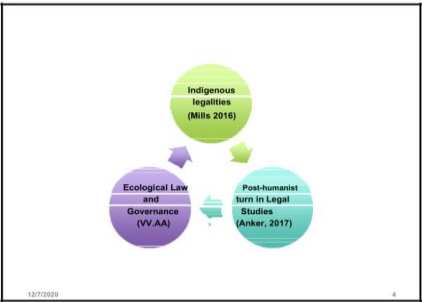 Indigenous
legalities
(Mills 2016)
Ecological Law
and
Governance
(VV.AA)
Post-humanist
turn in Legal
Studies
(Anker, 2017)
12/7/2020
4